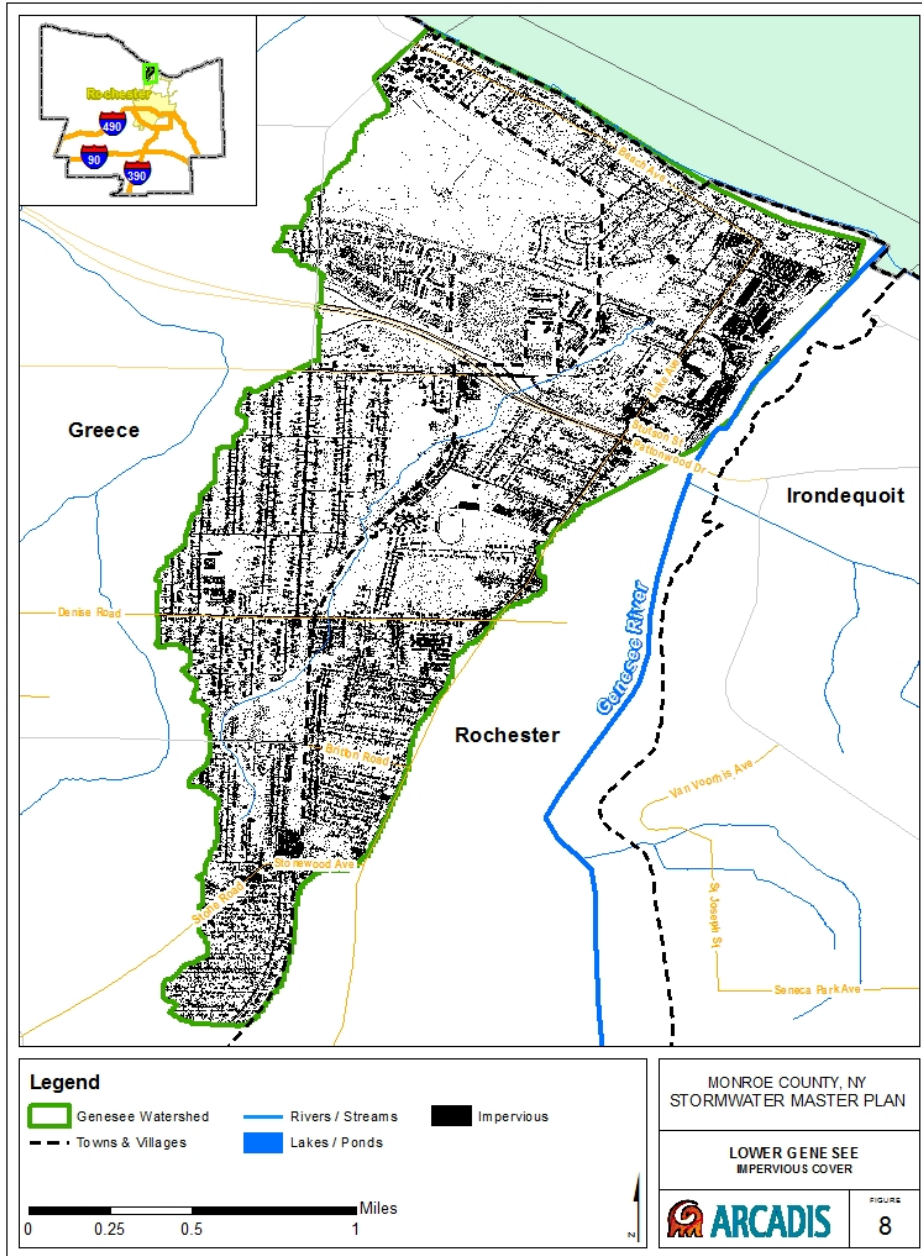 Rochester
490
90
390
Beach Ave
Lake Ave
Stutson St
Pattonwood Dr
Greece
Irondequoit
Denise Road
Genesee River
Rochester
Britton Road
Van Voorhis Ave
Stonewood Ave
Stone Road
St Joseph St
Seneca Park Ave
Legend
Genesee Watershed
Rivers / Streams
Impervious
Towns & Villages
Lakes / Ponds
Miles
0 0.25 0.5 1
N
MONROE COUNTY, NY
STORMWATER MASTER PLAN
LOWER GENESEE
IMPERVIOUS COVER
ARCADIS
FIGURE
8